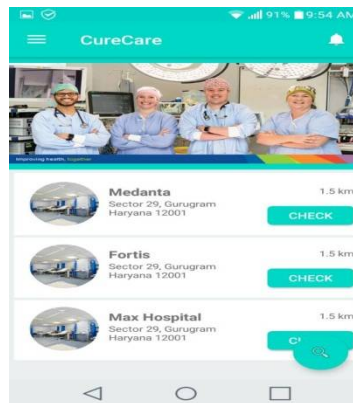 91% 9:54 AM
CureCare
Improving health, together
Medanta
1.5 km
Sector 29, Gurugram
Haryana 12001
CHECK
Fortis
1.5 km
Sector 29, Gurugram
Haryana 12001
CHECK
Max Hospital
1.5 km
Sector 29, Gurugram
Haryana 12001